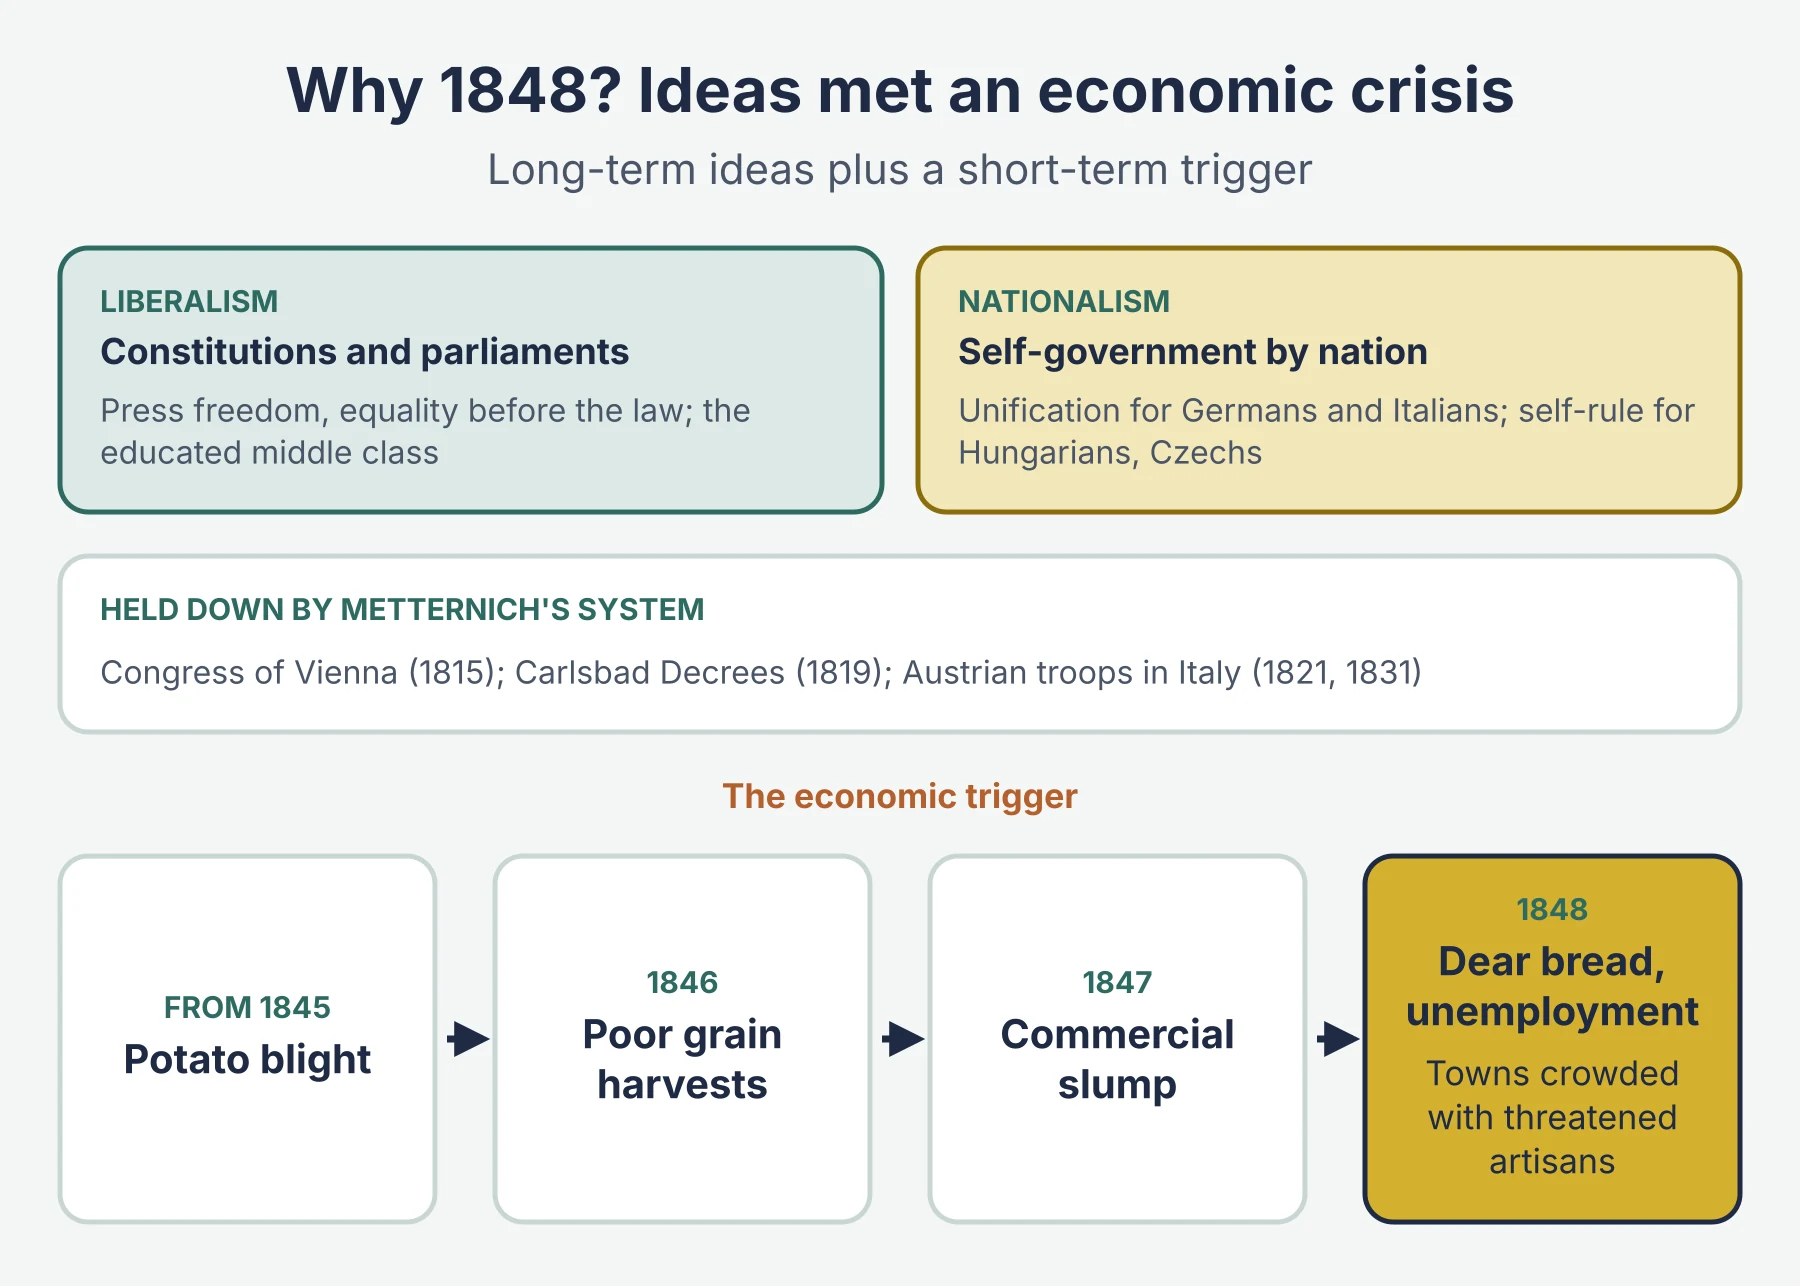 Why 1848? Ideas met an economic crisis
Long-term ideas plus a short-term trigger
LIBERALISM
Constitutions and parliaments
Press freedom, equality before the law; the
educated middle class
NATIONALISM
Self-government by nation
Unification for Germans and Italians; self-rule for
Hungarians, Czechs
HELD DOWN BY METTERNICH'S SYSTEM
Congress of Vienna (1815); Carlsbad Decrees (1819); Austrian troops in Italy (1821, 1831)
The economic trigger
FROM 1845
Potato blight
1846
Poor grain
harvests
1847
Commercial
slump
1848
Dear bread,
unemployment
Towns crowded
with threatened
artisans